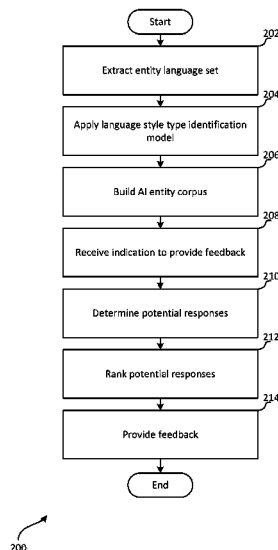 Start
202
Extract entity language set
204
Apply language style type identification
model
206
Build AI entity corpus
208
Receive indication to provide feedback
210
Determine potential responses
212
Rank potential responses
214
Provide feedback
End
200